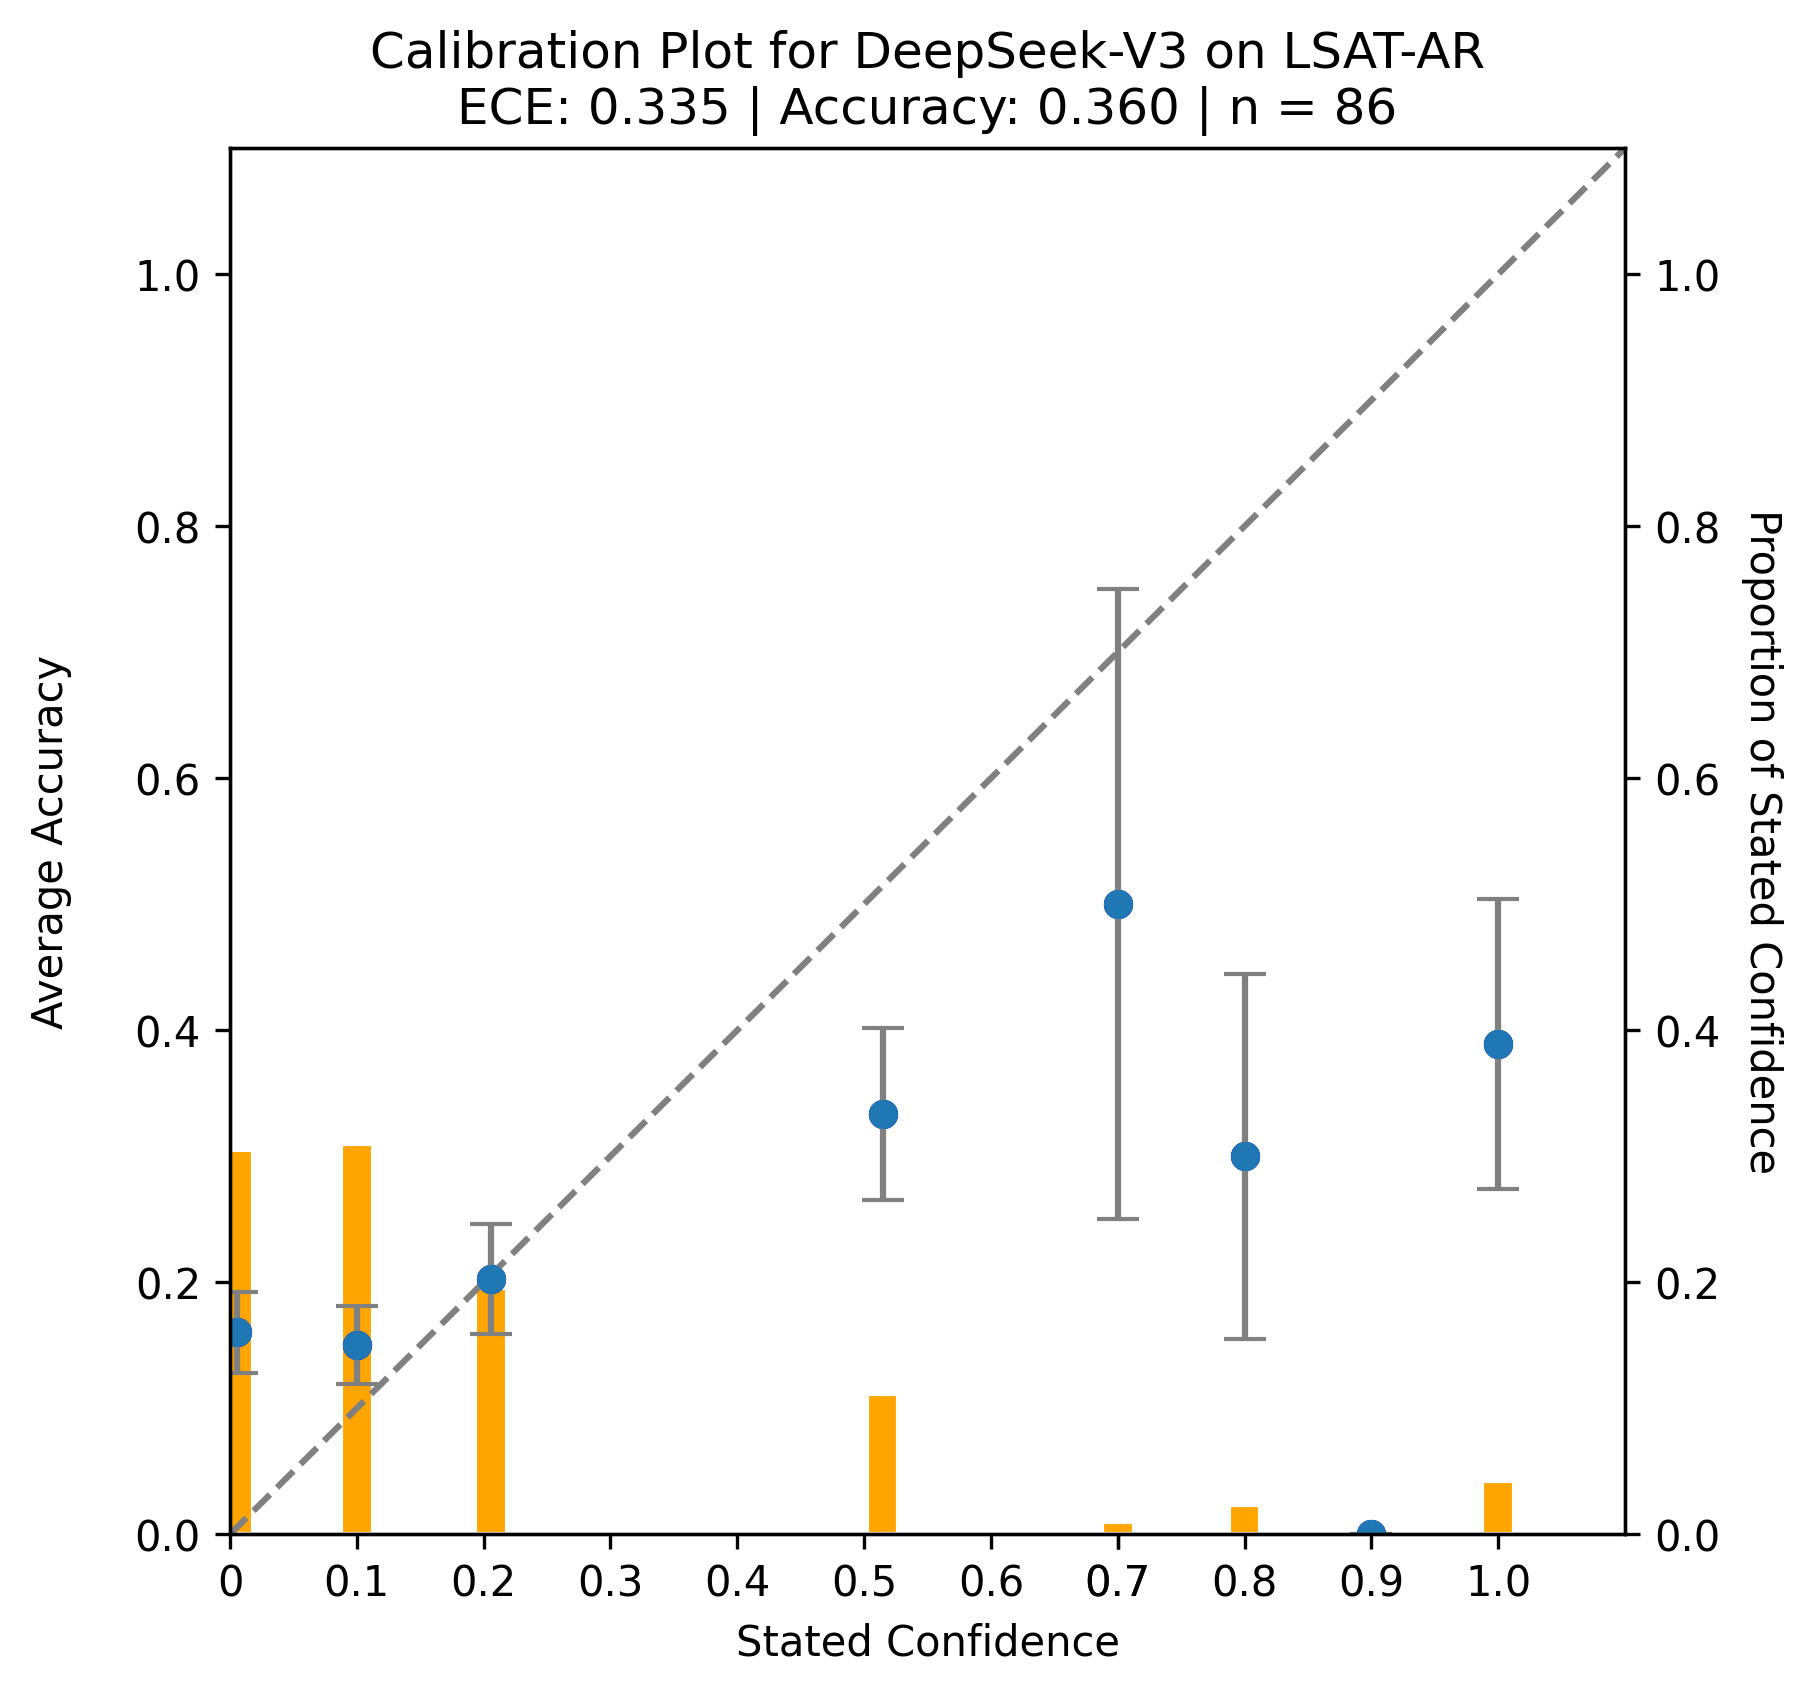 Calibration Plot for DeepSeek-V3 on LSAT-AR
ECE: 0.335 | Accuracy: 0.360 | n = 86
Average Accuracy
1.0
0.8
0.6
0.4
0.2
0.0
1.0
0.8
0.6
0.4
0.2
0.0
Proportion of Stated Confidence
0 0.1 0.2 0.3 0.4 0.5 0.6 0.7 0.8 0.9 1.0
Stated Confidence